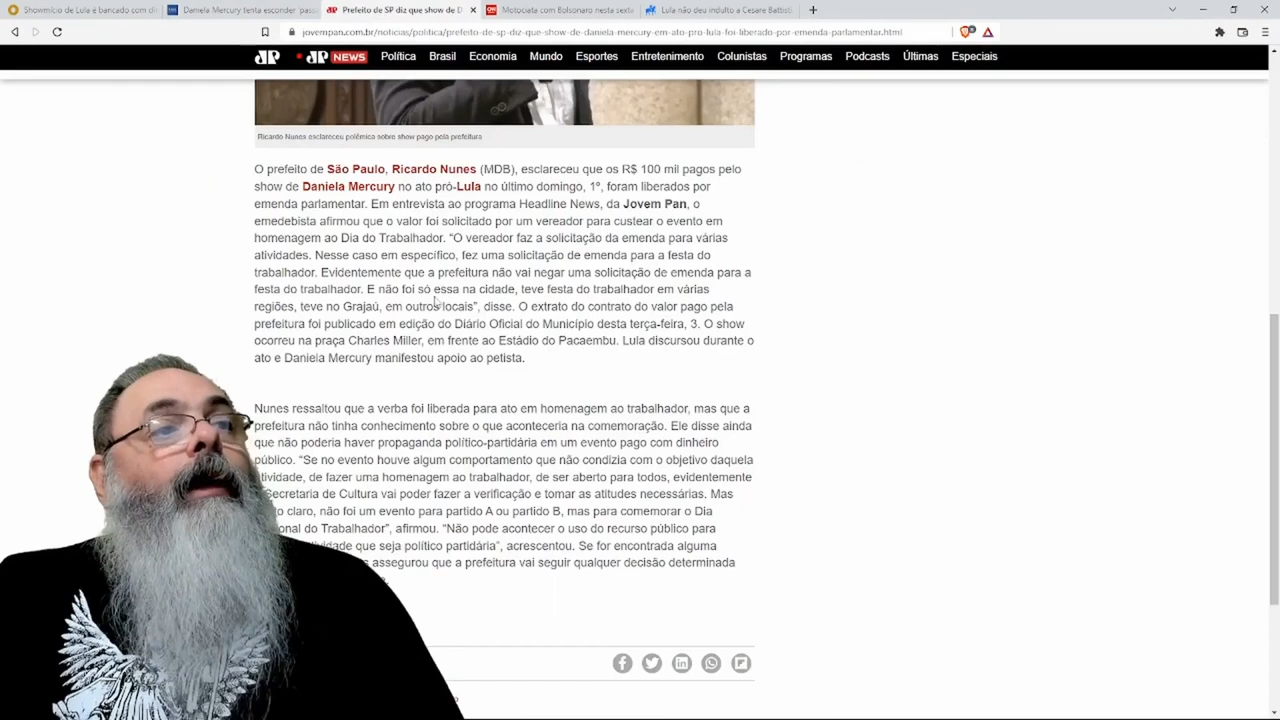 Showmício de Lula é bancado com di
Daniela Mercury tenta esconder 'pass
Prefeito de SP diz que show de D
Motociata com Bolsonaro nesta sexta
Lula não deu indulto a Cesare Battisti
jovempan.com.br/noticias/politica/prefeito-de-sp-diz-que-show-de-daniela-mercury-em-ato-pro-lula-foi-liberado-por-emenda-parlamentar.html
JP JP NEWS Política Brasil Economia Mundo Esportes Entretenimento Colunistas Programas Podcasts Últimas Especiais
Ricardo Nunes esclareceu polêmica sobre show pago pela prefeitura
O prefeito de São Paulo, Ricardo Nunes (MDB), esclareceu que os R$ 100 mil pagos pelo
show de Daniela Mercury no ato pró-Lula no último domingo, 1º, foram liberados por
emenda parlamentar. Em entrevista ao programa Headline News, da Jovem Pan, o
emedebista afirmou que o valor foi solicitado por um vereador para custear o evento em
homenagem ao Dia do Trabalhador. “O vereador faz a solicitação da emenda para várias
atividades. Nesse caso em específico, fez uma solicitação de emenda para a festa do
trabalhador. Evidentemente que a prefeitura não vai negar uma solicitação de emenda para a
festa do trabalhador. E não foi só essa na cidade, teve festa do trabalhador em várias
regiões, teve no Grajaú, em outros locais”, disse. O extrato do contrato do valor pago pela
prefeitura foi publicado em edição do Diário Oficial do Município desta terça-feira, 3. O show
ocorreu na praça Charles Miller, em frente ao Estádio do Pacaembu. Lula discursou durante o
ato e Daniela Mercury manifestou apoio ao petista.
Nunes ressaltou que a verba foi liberada para ato em homenagem ao trabalhador, mas que a
prefeitura não tinha conhecimento sobre o que aconteceria na comemoração. Ele disse ainda
que não poderia haver propaganda político-partidária em um evento pago com dinheiro
público. “Se no evento houve algum comportamento que não condizia com o objetivo daquela
tividade, de fazer uma homenagem ao trabalhador, de ser aberto para todos, evidentemente
Secretaria de Cultura vai poder fazer a verificação e tomar as atitudes necessárias. Mas
to claro, não foi um evento para partido A ou partido B, mas para comemorar o Dia
onal do Trabalhador”, afirmou. “Não pode acontecer o uso do recurso público para
tividade que seja político partidária”, acrescentou. Se for encontrada alguma
s assegurou que a prefeitura vai seguir qualquer decisão determinada